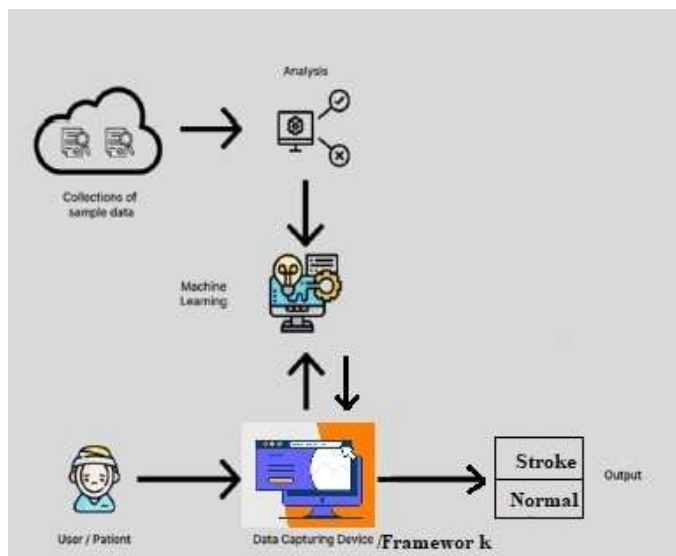 Analysis
Collections of
sample data
Machine
Learning
Stroke
Normal
Output
User / Patient
Data Capturing Device /Framewor k